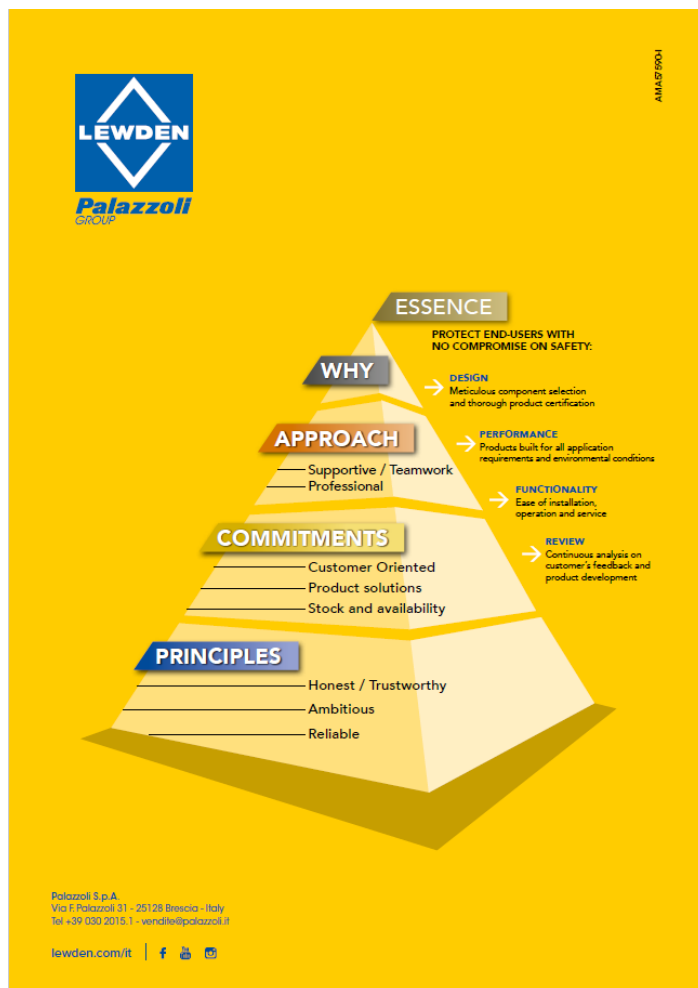 AMA57590-I
LEWDEN
Palazzoli
GROUP
ESSENCE
PROTECT END-USERS WITH
NO COMPROMISE ON SAFETY:
WHY
DESIGN
Meticulous component selection
and thorough product certification
APPROACH
Supportive / Teamwork
Professional
PERFORMANCE
Products built for all application
requirements and environmental conditions
FUNCTIONALITY
Ease of installation,
operation and service
COMMITMENTS
Customer Oriented
Product solutions
Stock and availability
REVIEW
Continuous analysis on
customer's feedback and
product development
PRINCIPLES
Honest / Trustworthy
Ambitious
Reliable
Palazzoli S.p.A.
Via F. Palazzoli 31 - 25128 Brescia - Italy
Tel +39 030 2015.1 - vendite@palazzoli.it
lewden.com/it